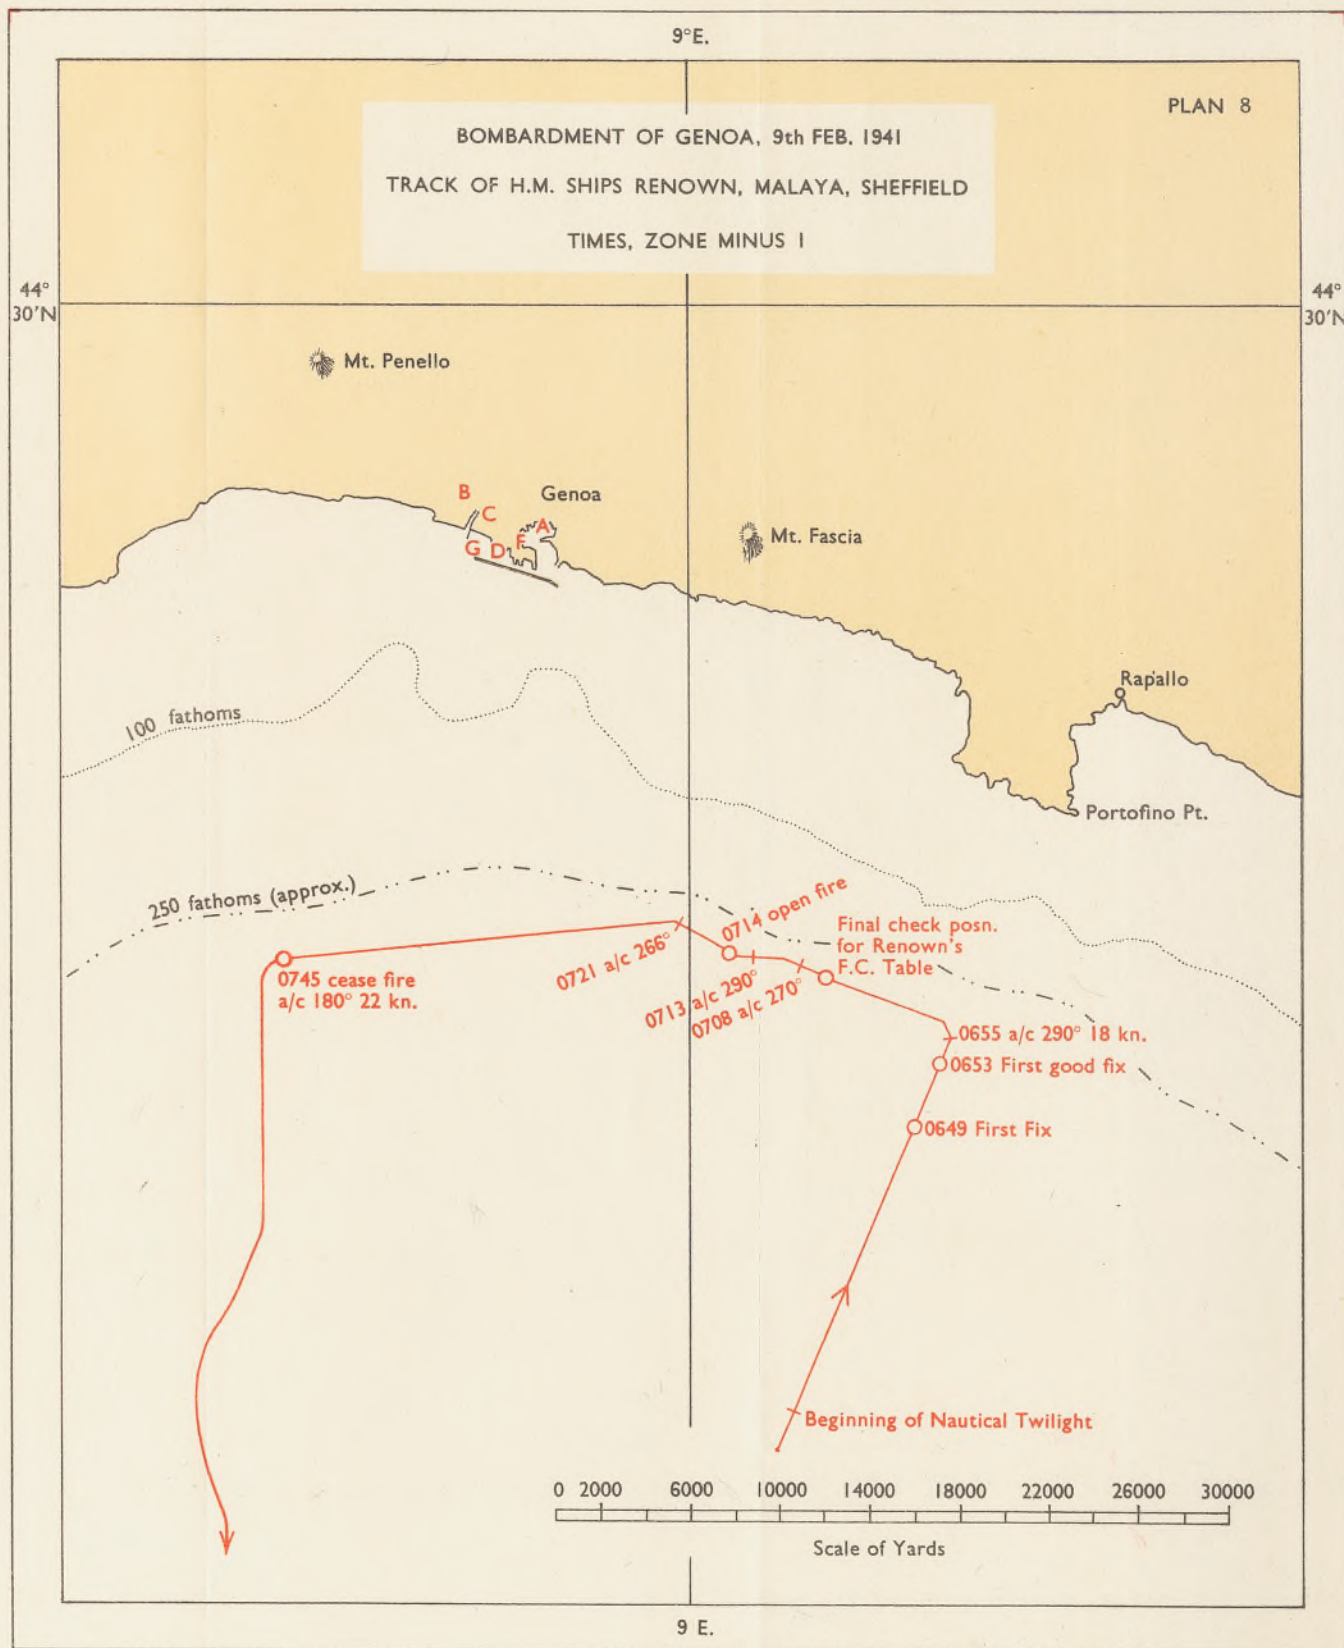 9°E.
PLAN 8
BOMBARDMENT OF GENOA, 9th FEB. 1941
TRACK OF H.M. SHIPS RENOWN, MALAYA, SHEFFIELD
TIMES, ZONE MINUS 1
44°
30'N
44°
30'N
Mt. Penello
B
Genoa
C
A
F
G
D
Mt. Fascia
Rapallo
100 fathoms
Portofino Pt.
250 fathoms (approx.)
0714 open fire
Final check posn.
for Renown's
F.C. Table
0721 a/c 266°
0745 cease fire
a/c 180° 22 kn.
0713 a/c 290°
0708 a/c 270°
0655 a/c 290° 18 kn.
0653 First good fix
0649 First Fix
Beginning of Nautical Twilight
0 2000 6000 10000 14000 18000 22000 26000 30000
Scale of Yards
9 E.